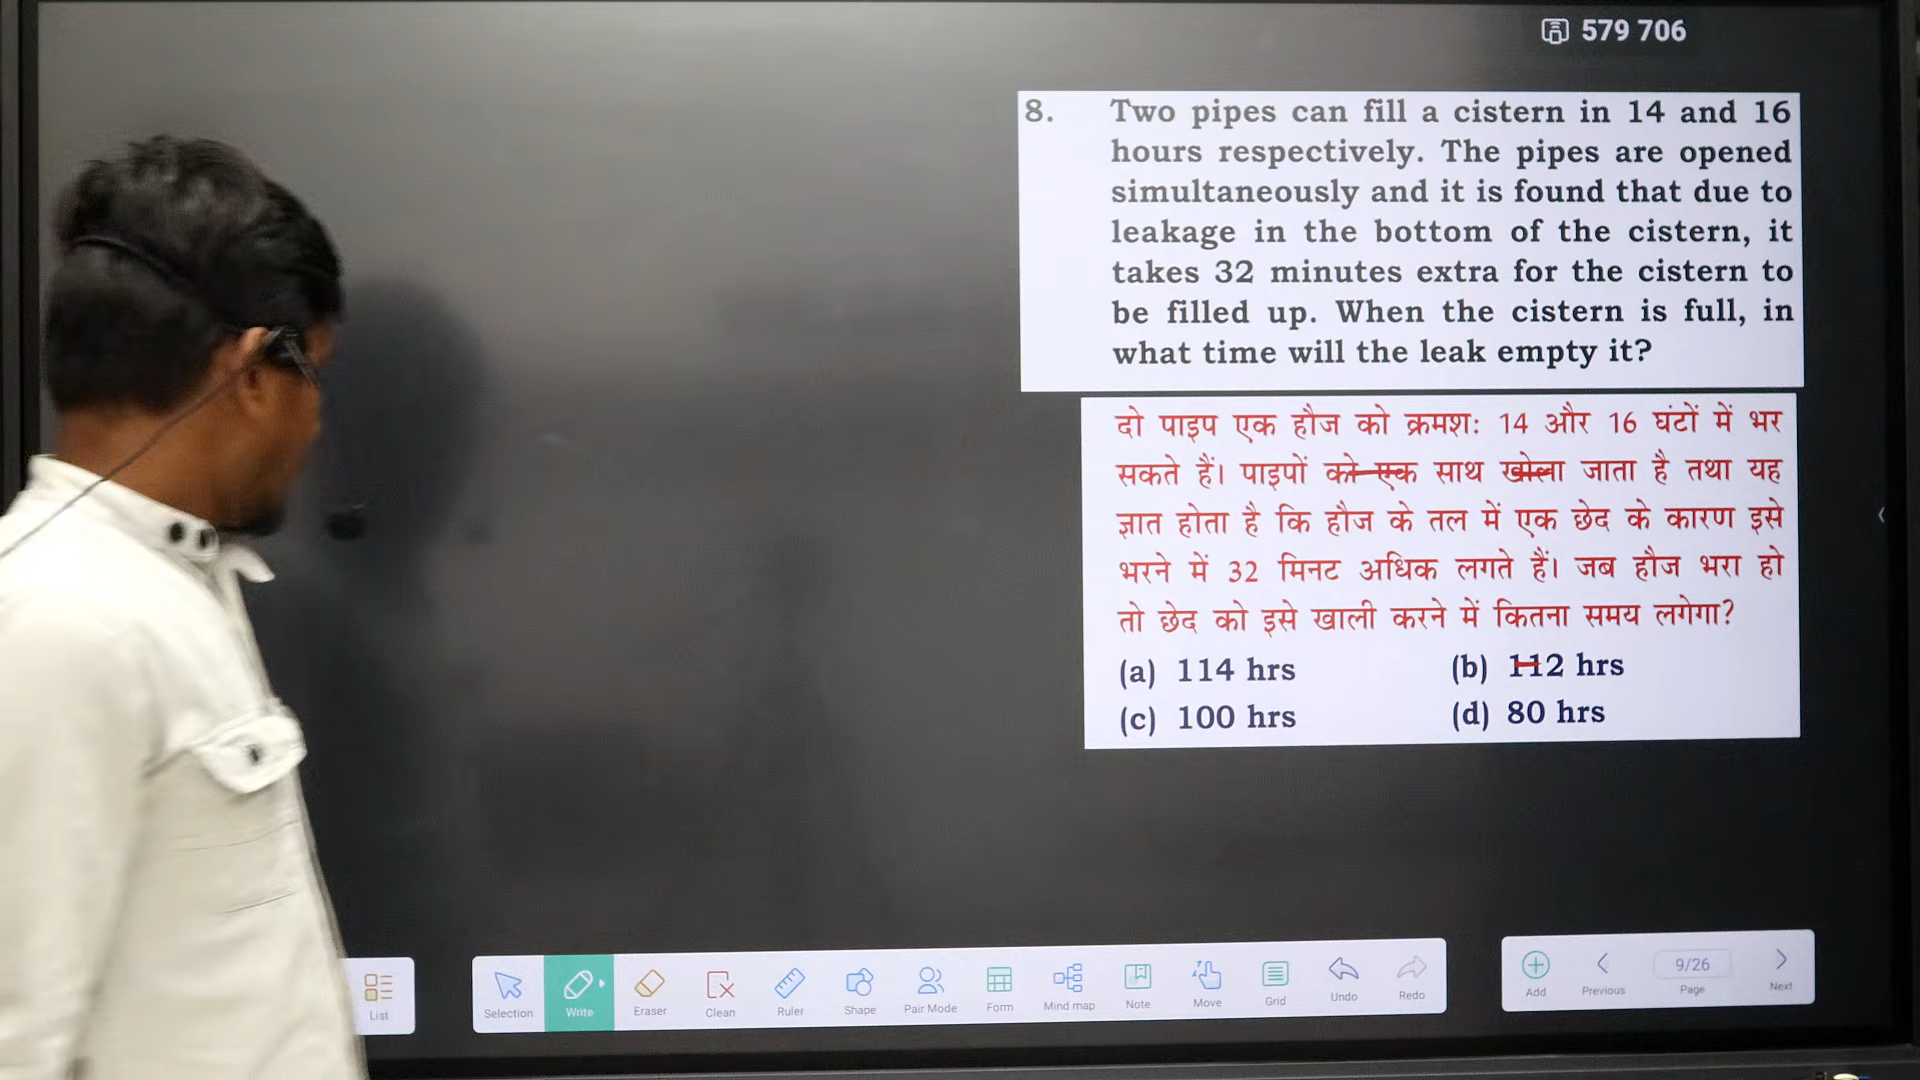 579 706
8. Two pipes can fill a cistern in 14 and 16
hours respectively. The pipes are opened
simultaneously and it is found that due to
leakage in the bottom of the cistern, it
takes 32 minutes extra for the cistern to
be filled up. When the cistern is full, in
what time will the leak empty it?
दो पाइप एक हौज को क्रमशः 14 और 16 घंटों में भर
सकते हैं। पाइपों को एक साथ खोला जाता है तथा यह
ज्ञात होता है कि हौज के तल में एक छेद के कारण इसे
भरने में 32 मिनट अधिक लगते हैं। जब हौज भरा हो
तो छेद को इसे खाली करने में कितना समय लगेगा?
(a) 114 hrs (b) 112 hrs
(c) 100 hrs (d) 80 hrs
List Selection Write Eraser Clean Ruler Shape Pair Mode Form Mind map Note Move Grid Undo Redo Add Previous 9/26 Page Next